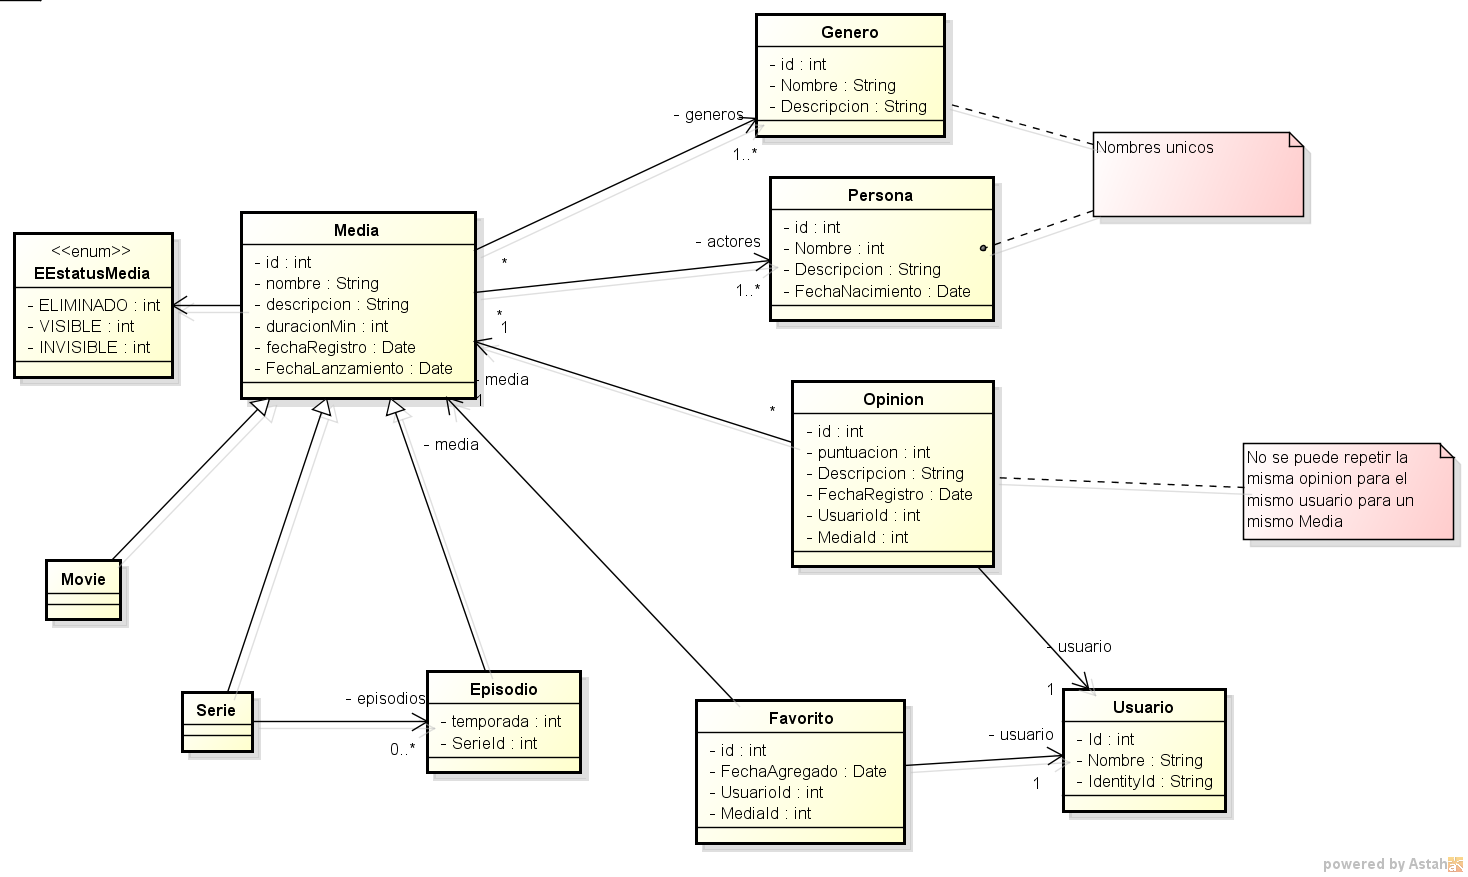 Genero
- id : int
- Nombre : String
- Descripcion : String
- generos
1..*
*
Nombres unicos
Persona
- id : int
- Nombre : int
- Descripcion : String
- FechaNacimiento : Date
- actores
1..*
*
<<enum>>
EEstatusMedia
- ELIMINADO : int
- VISIBLE : int
- INVISIBLE : int
Media
- id : int
- nombre : String
- descripcion : String
- duracionMin : int
- fechaRegistro : Date
- FechaLanzamiento : Date
1
- media
*
1
- media
Opinion
- id : int
- puntuacion : int
- Descripcion : String
- FechaRegistro : Date
- UsuarioId : int
- MediaId : int
No se puede repetir la
misma opinion para el
mismo usuario para un
mismo Media
Movie
Serie
- episodios
0..*
Episodio
- temporada : int
- SerieId : int
Favorito
- id : int
- FechaAgregado : Date
- UsuarioId : int
- MediaId : int
- usuario
1
- usuario
1
Usuario
- Id : int
- Nombre : String
- IdentityId : String
powered by Astah